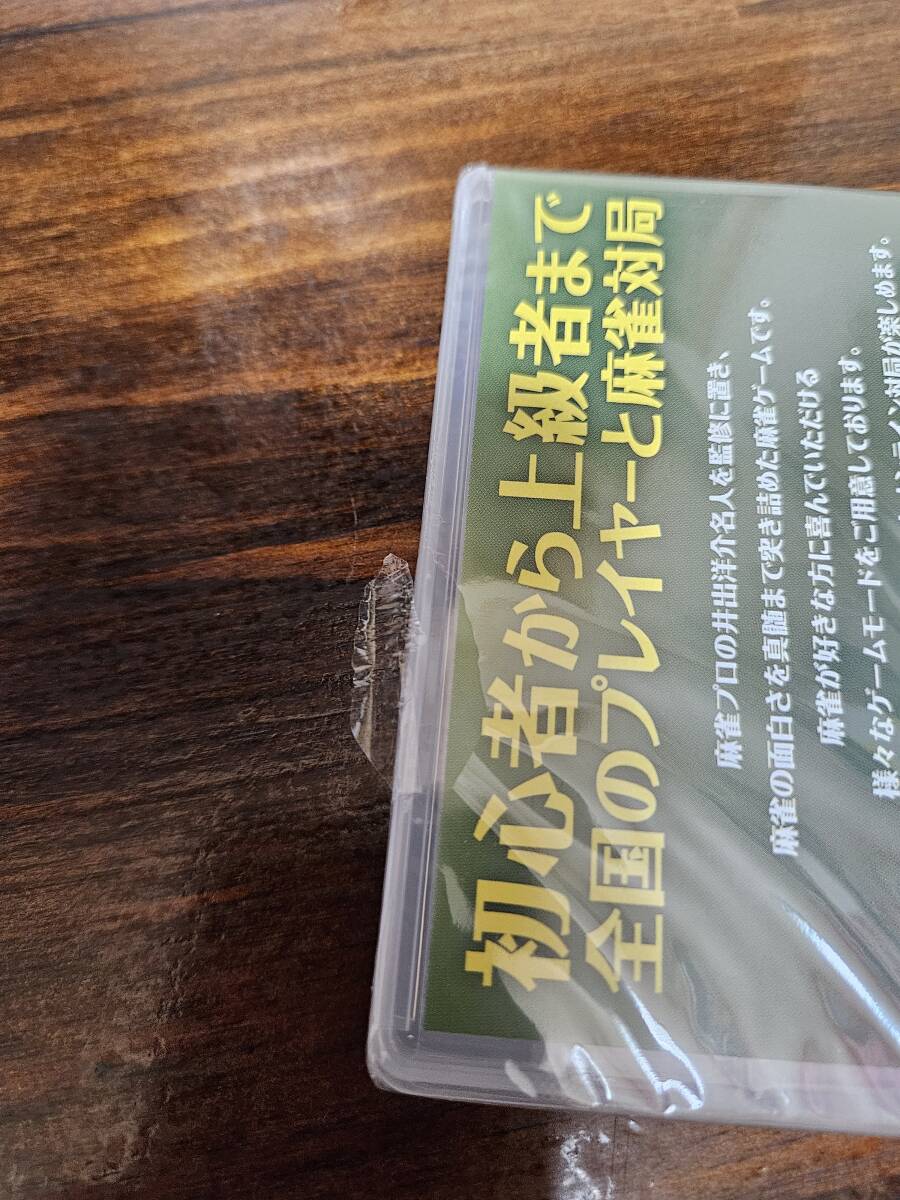 初心者から上級者まで
全国のプレイヤーと麻雀対局
麻雀プロの井出洋介名人を監修に置き、
麻雀の面白さを真髄まで突き詰めた麻雀ゲームです。
麻雀が好きな方に喜んでいただける
様々なゲームモードをご用意しております。
オンライン対局が楽しめます。